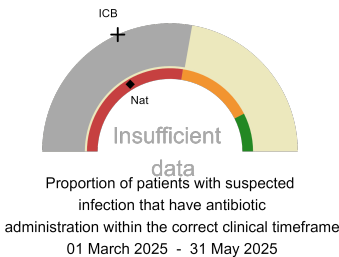 ICB
Nat
Insufficient
data
Proportion of patients with suspected
infection that have antibiotic
administration within the correct clinical timeframe
01 March 2025 - 31 May 2025